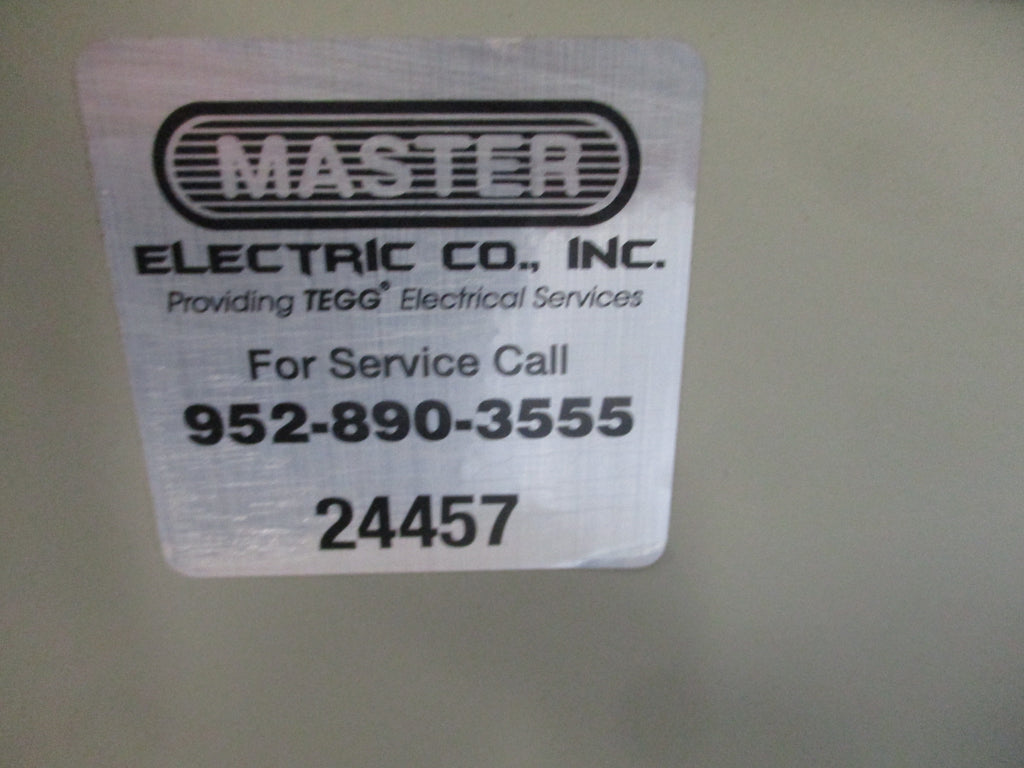 MASTER
ELECTRIC CO., INC.
Providing TEGG® Electrical Services
For Service Call
952-890-3555
24457